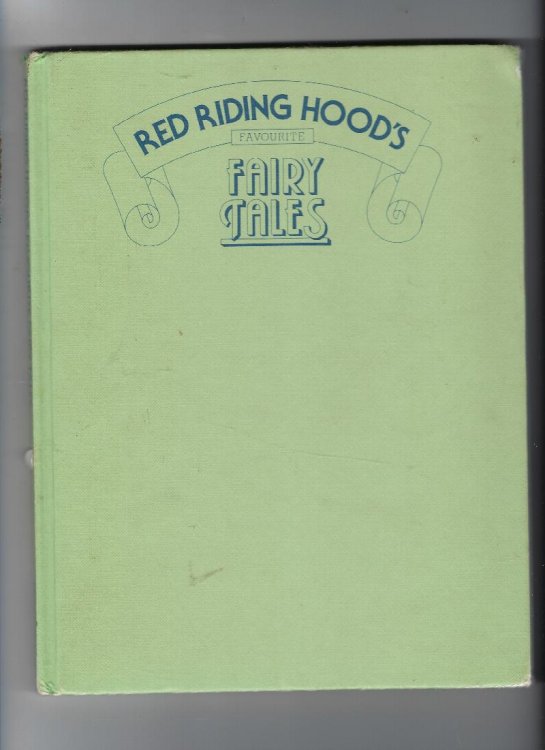 RED RIDING HOOD'S
FAVOURITE
FAIRY
TALES